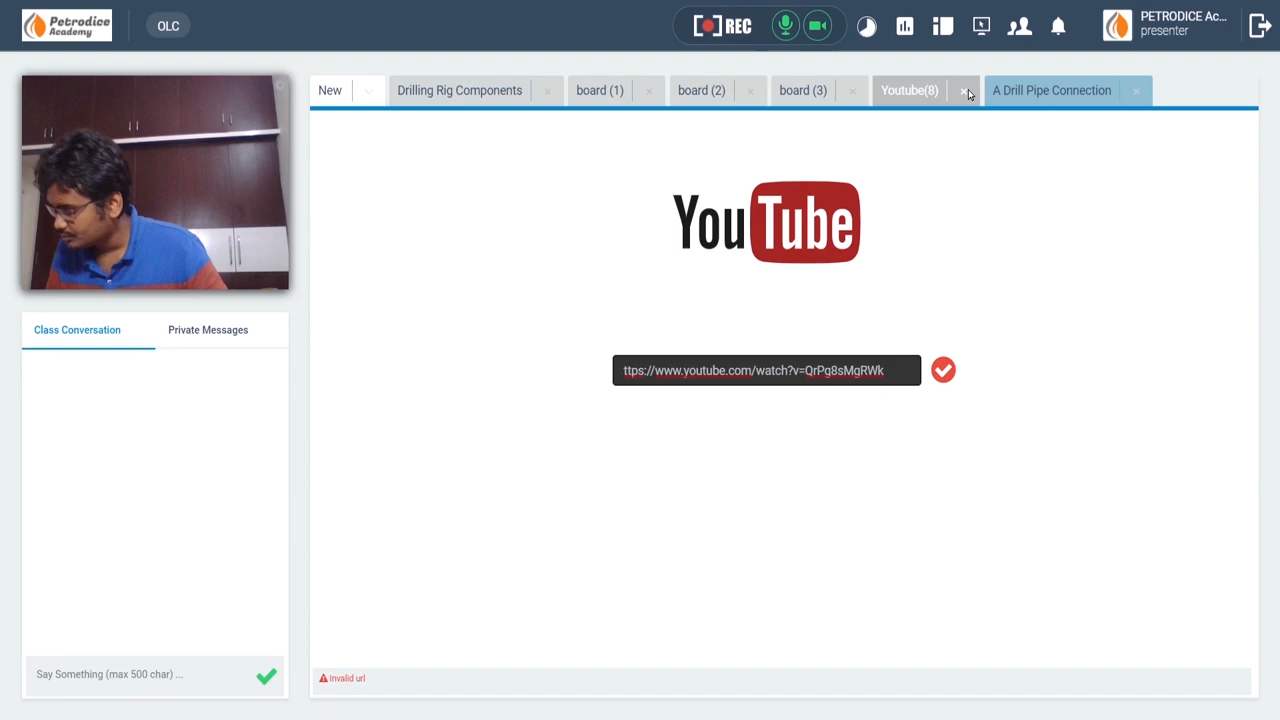 Petrodice
Academy
OLC
REC
PETRODICE Ac...
presenter
New
Drilling Rig Components
board (1)
board (2)
board (3)
Youtube(8)
A Drill Pipe Connection
YouTube
ttps://www.youtube.com/watch?v=QrPg8sMgRWk
Class Conversation
Private Messages
Say Something (max 500 char) ...
invalid url